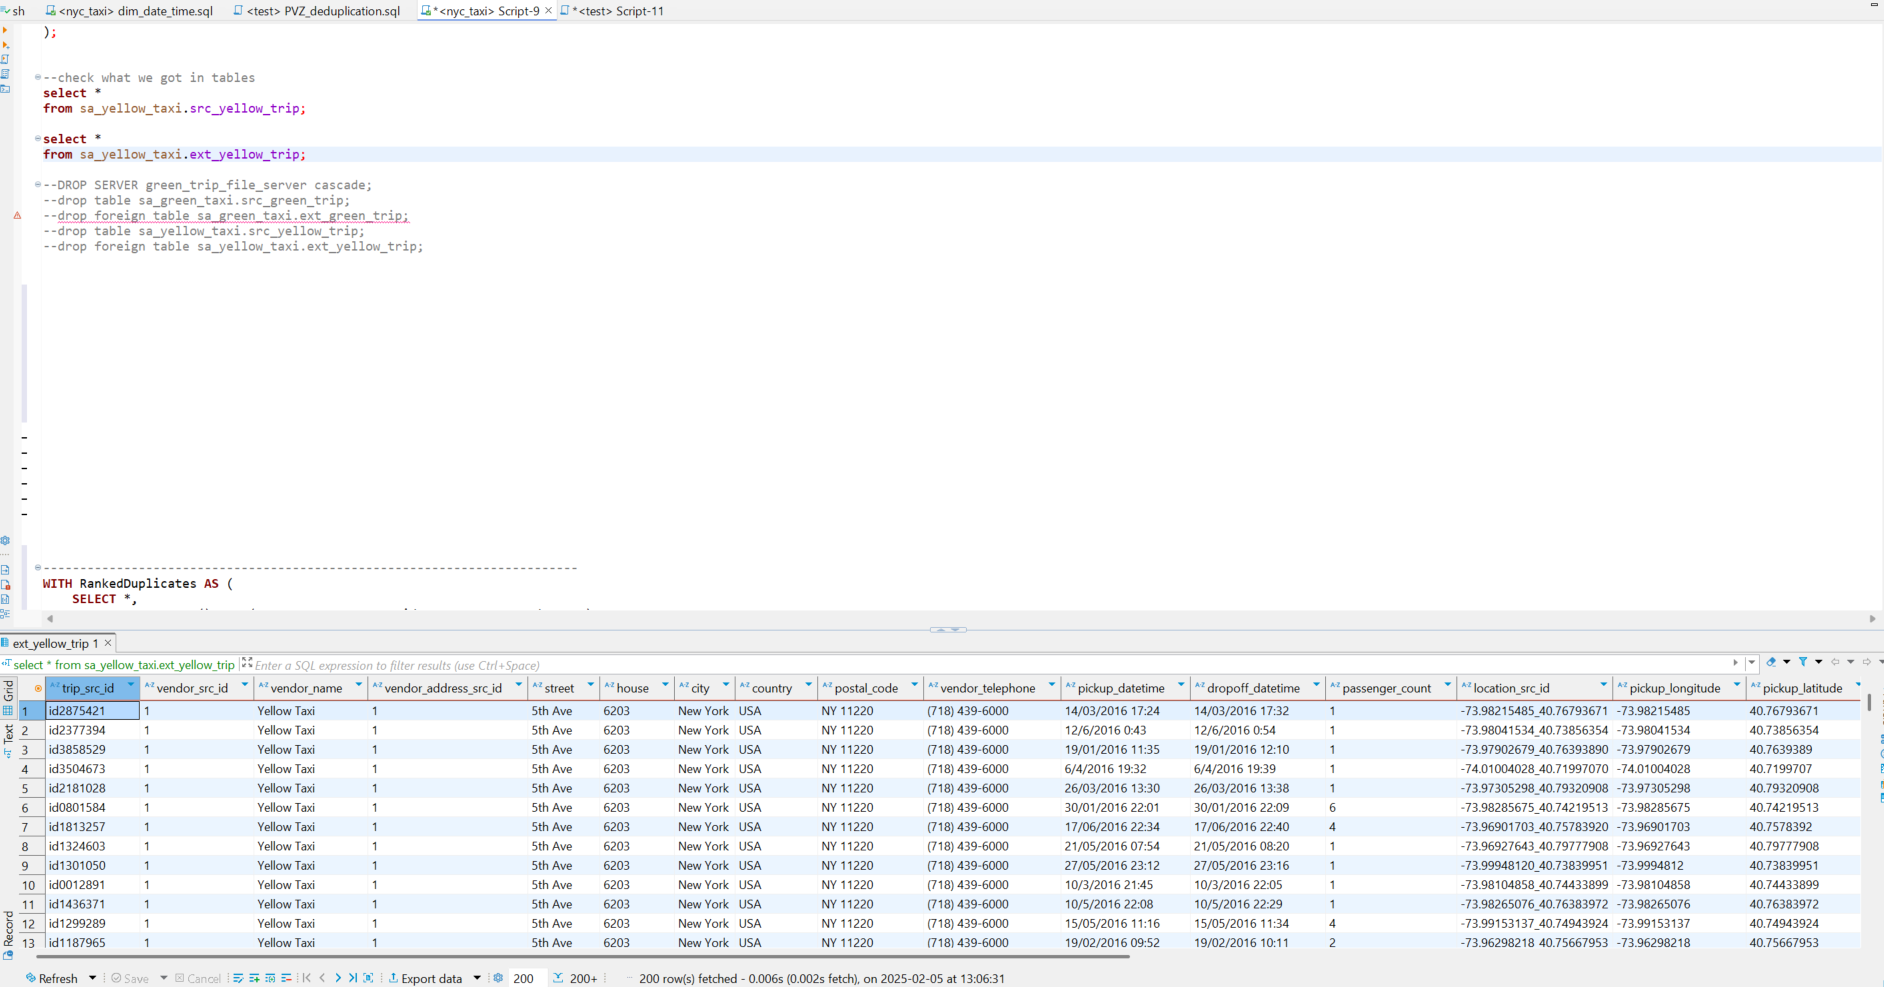 sh <nyc_taxi> dim_date_time.sql <test> PVZ_deduplication.sql *<nyc_taxi> Script-9 *<test> Script-11
);
--check what we got in tables
select *
from sa_yellow_taxi.src_yellow_trip;
select *
from sa_yellow_taxi.ext_yellow_trip;
--DROP SERVER green_trip_file_server cascade;
--drop table sa_green_taxi.src_green_trip;
--drop foreign table sa_green_taxi.ext_green_trip;
--drop table sa_yellow_taxi.src_yellow_trip;
--drop foreign table sa_yellow_taxi.ext_yellow_trip;
-------------------------------------------------------------------------
WITH RankedDuplicates AS (
SELECT *,
ext_yellow_trip 1
select * from sa_yellow_taxi.ext_yellow_trip Enter a SQL expression to filter results (use Ctrl+Space)
Grid
Text
Record
trip_src_id vendor_src_id vendor_name vendor_address_src_id street house city country postal_code vendor_telephone pickup_datetime dropoff_datetime passenger_count location_src_id pickup_longitude pickup_latitude
1 id2875421 1 Yellow Taxi 1 5th Ave 6203 New York USA NY 11220 (718) 439-6000 14/03/2016 17:24 14/03/2016 17:32 1 -73.98215485_40.76793671 -73.98215485 40.76793671
2 id2377394 1 Yellow Taxi 1 5th Ave 6203 New York USA NY 11220 (718) 439-6000 12/6/2016 0:43 12/6/2016 0:54 1 -73.98041534_40.73856354 -73.98041534 40.73856354
3 id3858529 1 Yellow Taxi 1 5th Ave 6203 New York USA NY 11220 (718) 439-6000 19/01/2016 11:35 19/01/2016 12:10 1 -73.97902679_40.76393890 -73.97902679 40.7639389
4 id3504673 1 Yellow Taxi 1 5th Ave 6203 New York USA NY 11220 (718) 439-6000 6/4/2016 19:32 6/4/2016 19:39 1 -74.01004028_40.71997070 -74.01004028 40.7199707
5 id2181028 1 Yellow Taxi 1 5th Ave 6203 New York USA NY 11220 (718) 439-6000 26/03/2016 13:30 26/03/2016 13:38 1 -73.97305298_40.79320908 -73.97305298 40.79320908
6 id0801584 1 Yellow Taxi 1 5th Ave 6203 New York USA NY 11220 (718) 439-6000 30/01/2016 22:01 30/01/2016 22:09 6 -73.98285675_40.74219513 -73.98285675 40.74219513
7 id1813257 1 Yellow Taxi 1 5th Ave 6203 New York USA NY 11220 (718) 439-6000 17/06/2016 22:34 17/06/2016 22:40 4 -73.96901703_40.75783920 -73.96901703 40.7578392
8 id1324603 1 Yellow Taxi 1 5th Ave 6203 New York USA NY 11220 (718) 439-6000 21/05/2016 07:54 21/05/2016 08:20 1 -73.96927643_40.79777908 -73.96927643 40.79777908
9 id1301050 1 Yellow Taxi 1 5th Ave 6203 New York USA NY 11220 (718) 439-6000 27/05/2016 23:12 27/05/2016 23:16 1 -73.99948120_40.73839951 -73.9994812 40.73839951
10 id0012891 1 Yellow Taxi 1 5th Ave 6203 New York USA NY 11220 (718) 439-6000 10/3/2016 21:45 10/3/2016 22:05 1 -73.98104858_40.74433899 -73.98104858 40.74433899
11 id1436371 1 Yellow Taxi 1 5th Ave 6203 New York USA NY 11220 (718) 439-6000 10/5/2016 22:08 10/5/2016 22:29 1 -73.98265076_40.76383972 -73.98265076 40.76383972
12 id1299289 1 Yellow Taxi 1 5th Ave 6203 New York USA NY 11220 (718) 439-6000 15/05/2016 11:16 15/05/2016 11:34 4 -73.99153137_40.74943924 -73.99153137 40.74943924
13 id1187965 1 Yellow Taxi 1 5th Ave 6203 New York USA NY 11220 (718) 439-6000 19/02/2016 09:52 19/02/2016 10:11 2 -73.96298218 40.75667953 -73.96298218 40.75667953
Refresh Save Cancel Export data 200 200+ 200 row(s) fetched - 0.006s (0.002s fetch), on 2025-02-05 at 13:06:31